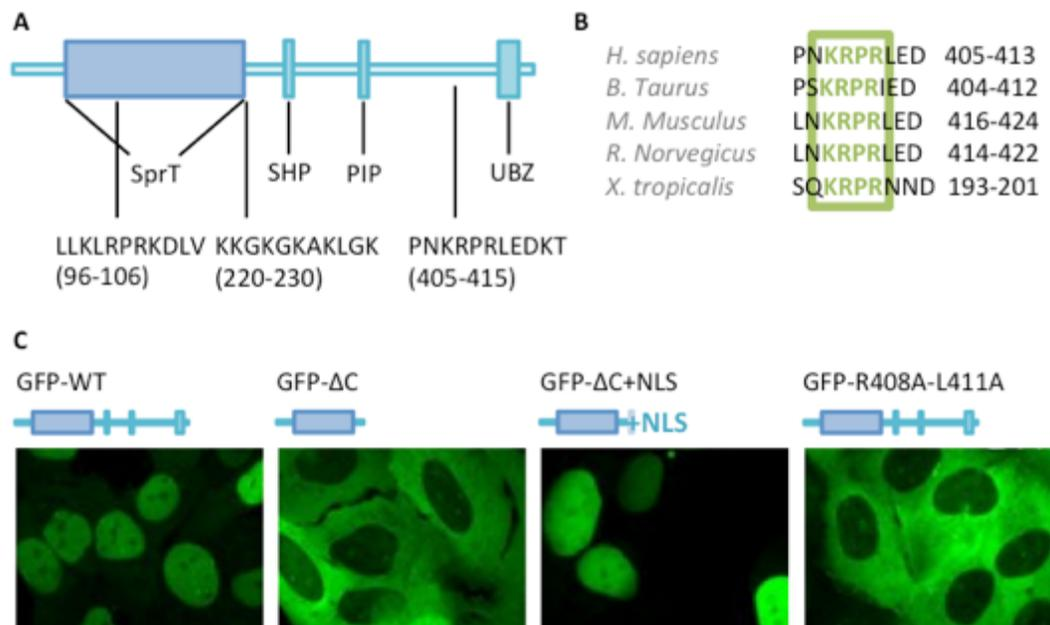 A
SprT
SHP
PIP
UBZ
LLKLRPRKDLV
(96-106)
KKGKGKAKLGK
(220-230)
PNKRPRLEDKT
(405-415)
B
H. sapiens PNKRPRLED 405-413
B. Taurus PSKRPRIED 404-412
M. Musculus LNKRPRLED 416-424
R. Norvegicus LNKRPRLED 414-422
X. tropicalis SQKRPRNND 193-201
C
GFP-WT
GFP-ΔC
GFP-ΔC+NLS
+NLS
GFP-R408A-L411A